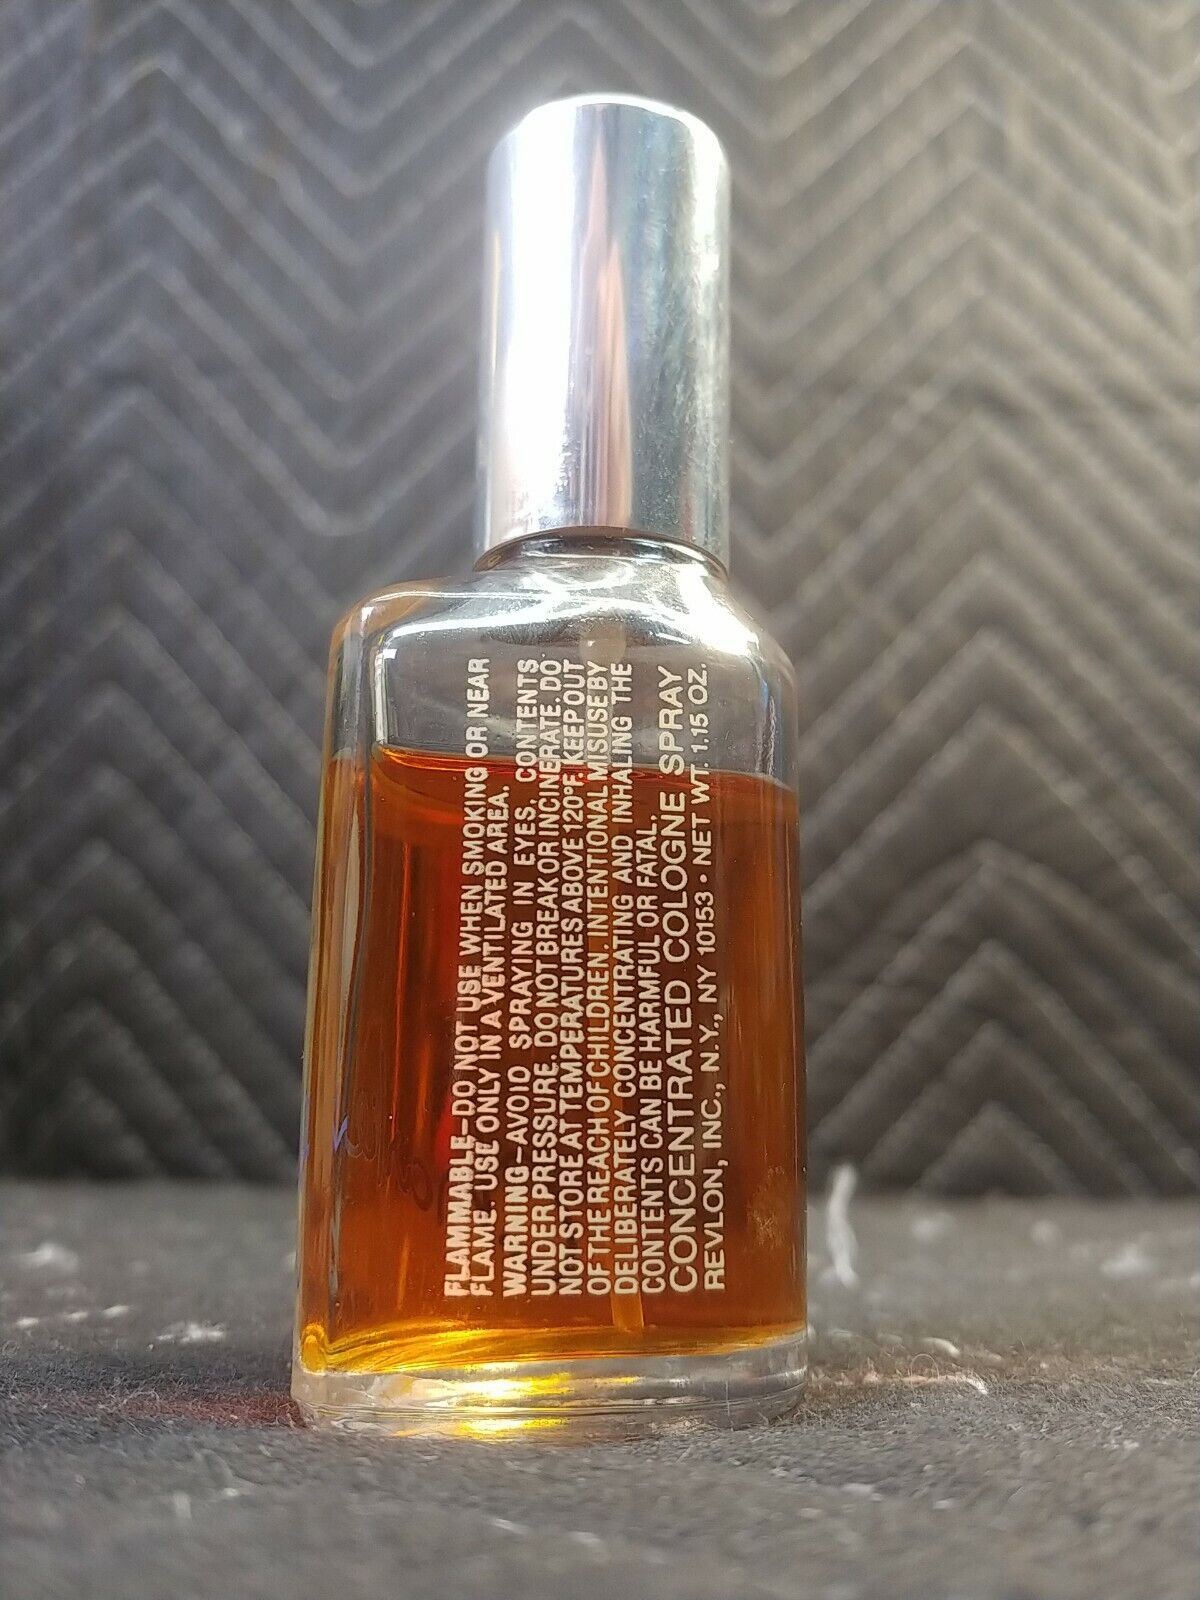 FLAMMABLE–DO NOT USE WHEN SMOKING OR NEAR
FLAME. USE ONLY IN A VENTILATED AREA.
WARNING–AVOID SPRAYING IN EYES. CONTENTS
UNDER PRESSURE. DO NOT BREAK OR INCINERATE. DO
NOT STORE AT TEMPERATURES ABOVE 120°F. KEEP OUT
OF THE REACH OF CHILDREN. INTENTIONAL MISUSE BY
DELIBERATELY CONCENTRATING AND INHALING THE
CONTENTS CAN BE HARMFUL OR FATAL.
CONCENTRATED COLOGNE SPRAY
REVLON, INC., N.Y., NY 10153 • NET WT. 1.15 OZ.